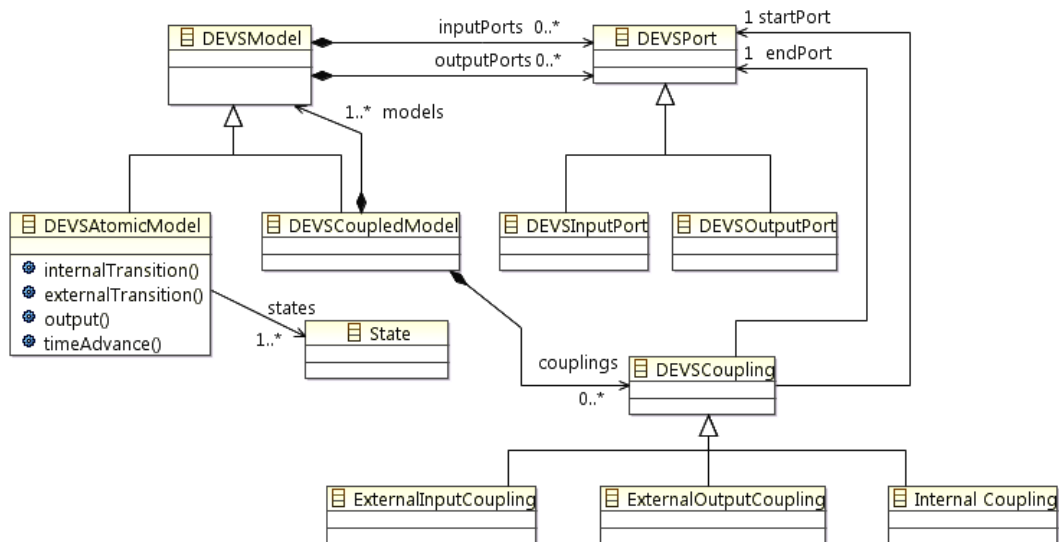 DEVSModel
inputPorts 0..*
outputPorts 0..*
DEVSPort
1 startPort
1 endPort
1..* models
DEVSAtomicModel
internalTransition()
externalTransition()
output()
timeAdvance()
DEVSCoupledModel
DEVSInputPort
DEVSOutputPort
states
1..*
State
couplings
0..*
DEVSCoupling
ExternalInputCoupling
ExternalOutputCoupling
Internal Coupling